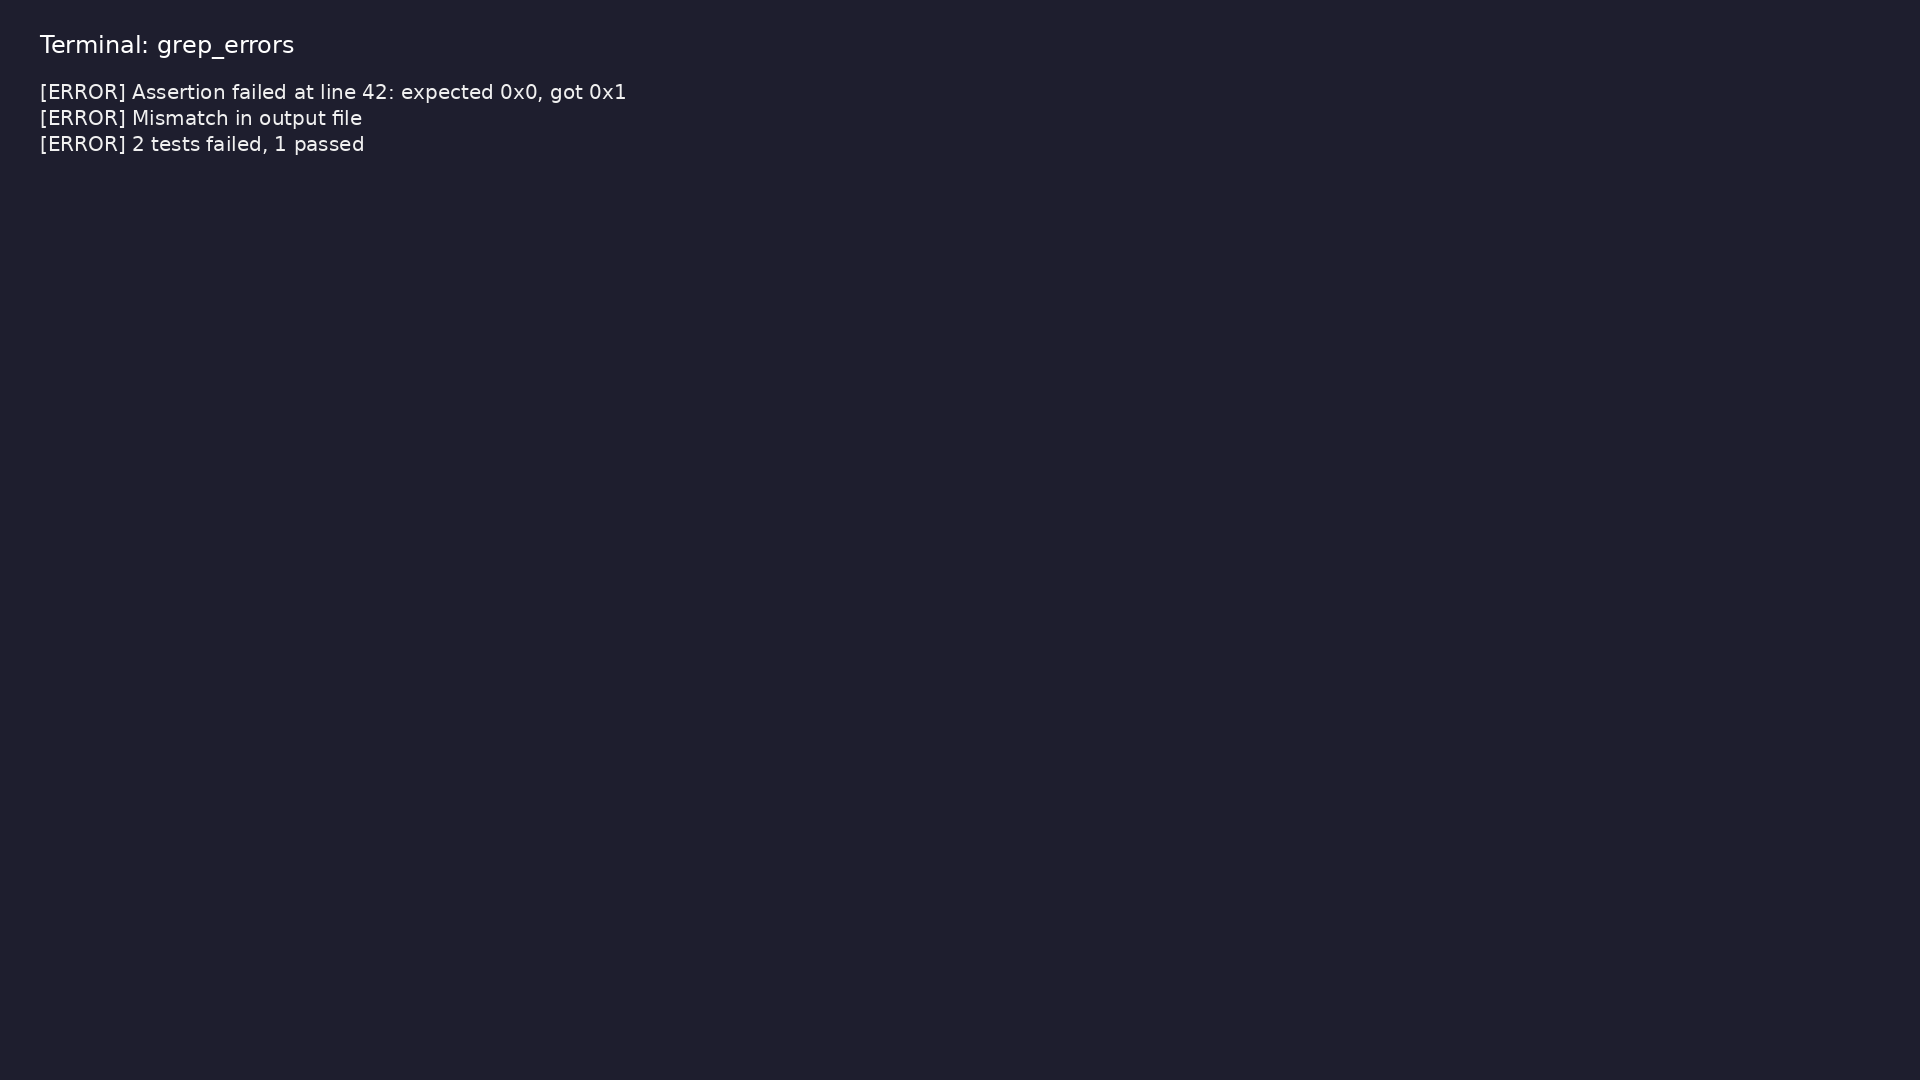 Terminal: grep_errors
[ERROR] Assertion failed at line 42: expected 0x0, got 0x1
[ERROR] Mismatch in output file
[ERROR] 2 tests failed, 1 passed